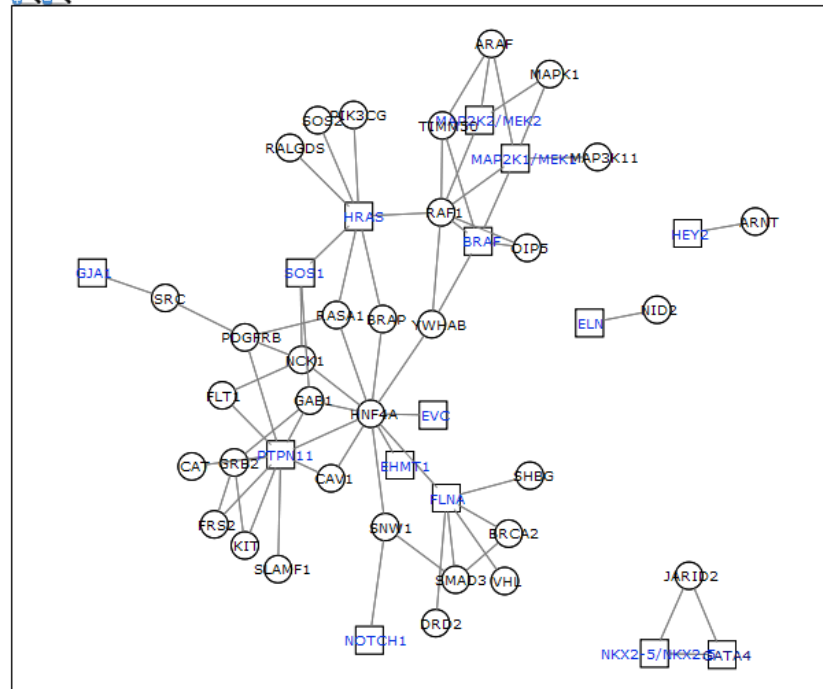 ARAF
MAPK1
SOS2
PIK3CG
TIMM50
MAP2K2/MEK2
RALGDS
MAP2K1/MEK1
MAP3K11
HRAS
RAF1
ARNT
HEY2
BRAF
OIP5
GJA1
SOS1
SRC
NID2
RASA1
BRAP
YWHAB
ELN
PDGFRB
NCK1
FLT1
GAB1
HNF4A
EVC
CAT
GRB2
PTPN11
EHMT1
CAV1
SHBG
FLNA
FRS2
SNW1
BRCA2
KIT
SLAMF1
SMAD3
VHL
JARID2
DRD2
NOTCH1
NKX2-5/NKX2-5
GATA4